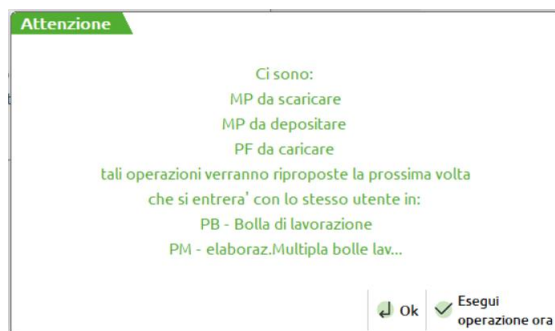 Attenzione
Ci sono:
MP da scaricare
MP da depositare
PF da caricare
tali operazioni verranno riproposte la prossima volta
che si entrera' con lo stesso utente in:
PB - Bolla di lavorazione
PM - elaboraz.Multipla bolle lav...
Ok
Esegui
operazione ora